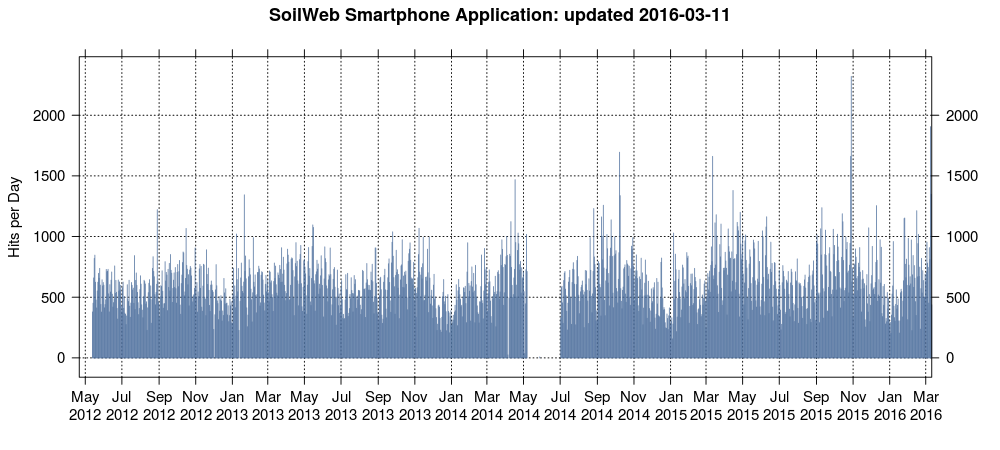 SoilWeb Smartphone Application: updated 2016-03-11
Hits per Day
2000 2000
1500 1500
1000 1000
500 500
0 0
May Jul Sep Nov Jan Mar May Jul Sep Nov Jan Mar May Jul Sep Nov Jan Mar May Jul Sep Nov Jan Mar
2012 2012 2012 2012 2013 2013 2013 2013 2013 2013 2014 2014 2014 2014 2014 2014 2015 2015 2015 2015 2015 2015 2016 2016